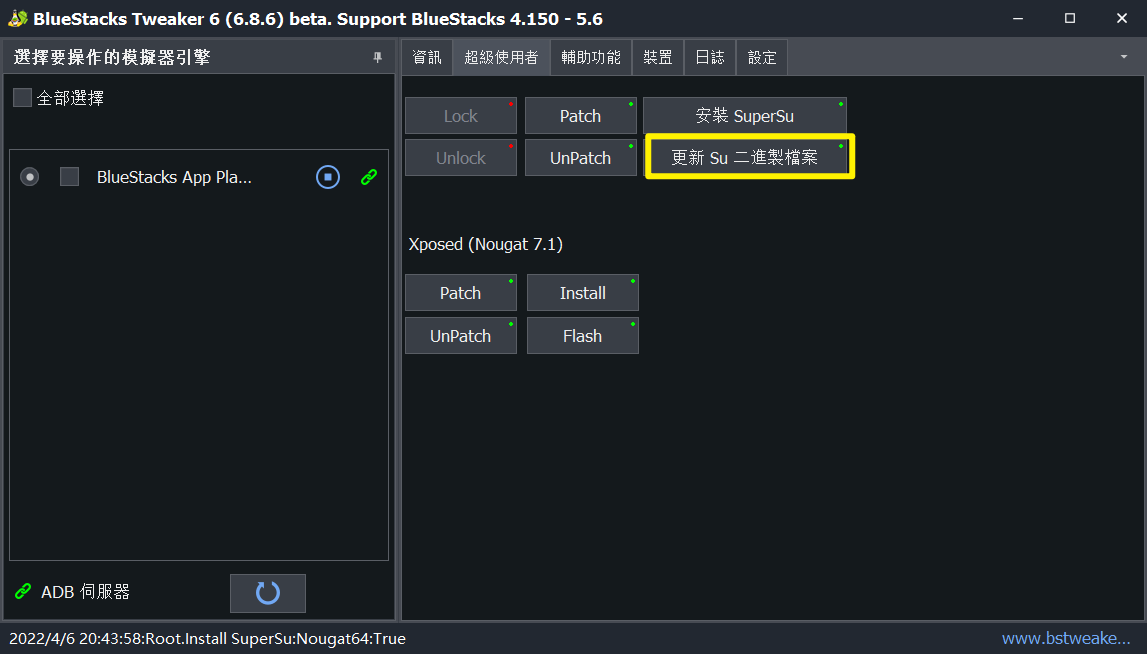 BlueStacks Tweaker 6 (6.8.6) beta. Support BlueStacks 4.150 - 5.6
選擇要操作的模擬器引擎
資訊 超級使用者 輔助功能 裝置 日誌 設定
全部選擇
Lock Patch 安裝 SuperSu
Unlock UnPatch 更新 Su 二進製檔案
BlueStacks App Pla...
Xposed (Nougat 7.1)
Patch Install
UnPatch Flash
ADB 伺服器
2022/4/6 20:43:58:Root.Install SuperSu:Nougat64:True
www.bstweake...